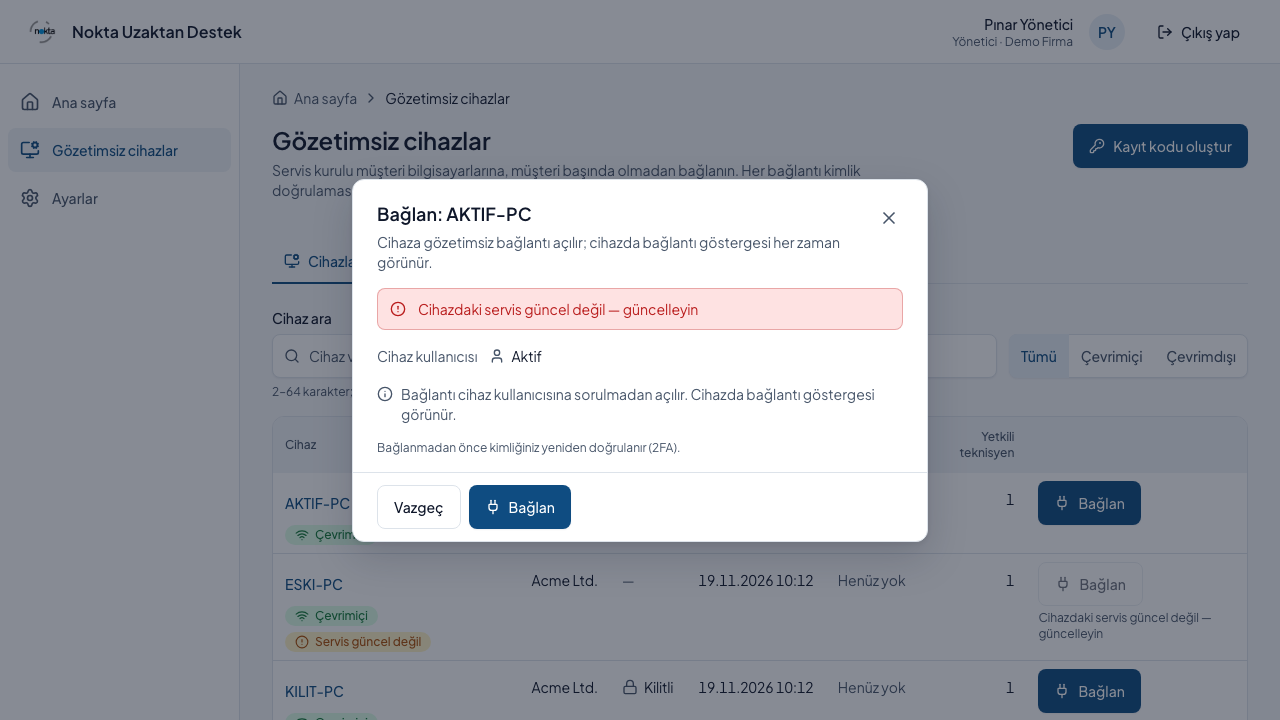 nokta
Nokta Uzaktan Destek
Pınar Yönetici
Yönetici · Demo Firma
PY
Çıkış yap
Ana sayfa
Gözetimsiz cihazlar
Ayarlar
Ana sayfa
Gözetimsiz cihazlar
Gözetimsiz cihazlar
Kayıt kodu oluştur
Servis kurulu müşteri bilgisayarlarına, müşteri başında olmadan bağlanın. Her bağlantı kimlik
Bağlan: AKTIF-PC
Cihaza gözetimsiz bağlantı açılır; cihazda bağlantı göstergesi her zaman
görünür.
Cihazdaki servis güncel değil — güncelleyin
Cihaz kullanıcısı Aktif
Bağlantı cihaz kullanıcısına sorulmadan açılır. Cihazda bağlantı göstergesi
görünür.
Bağlanmadan önce kimliğiniz yeniden doğrulanır (2FA).
Vazgeç
Bağlan
Cihaz ara
Cihaz
Tümü
Çevrimiçi
Çevrimdışı
Cihaz
Yetkili
teknisyen
AKTIF-PC
1
Bağlan
ESKI-PC
Çevrimiçi
Servis güncel değil
Acme Ltd.
—
19.11.2026 10:12
Henüz yok
1
Bağlan
Cihazdaki servis güncel değil —
güncelleyin
KILIT-PC
Acme Ltd.
Kilitli
19.11.2026 10:12
Henüz yok
1
Bağlan